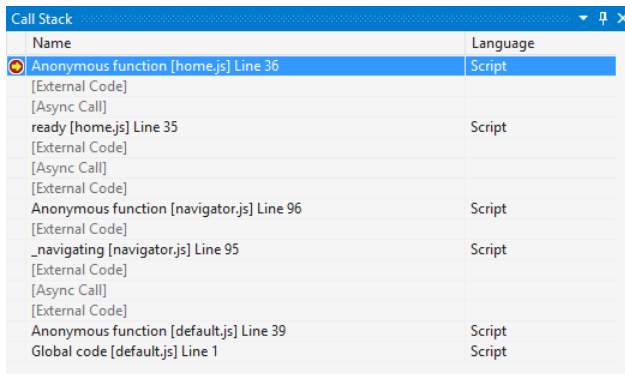 Call Stack
Name Language
Anonymous function [home.js] Line 36 Script
[External Code]
[Async Call]
ready [home.js] Line 35 Script
[External Code]
[Async Call]
[External Code]
Anonymous function [navigator.js] Line 96 Script
[External Code]
_navigating [navigator.js] Line 95 Script
[External Code]
[Async Call]
[External Code]
Anonymous function [default.js] Line 39 Script
Global code [default.js] Line 1 Script